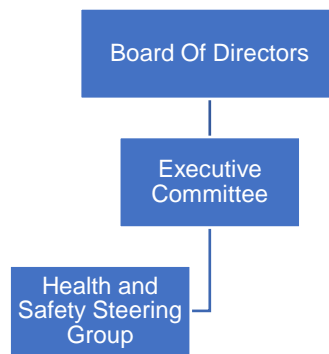 Board Of Directors
Executive
Committee
Health and
Safety Steering
Group